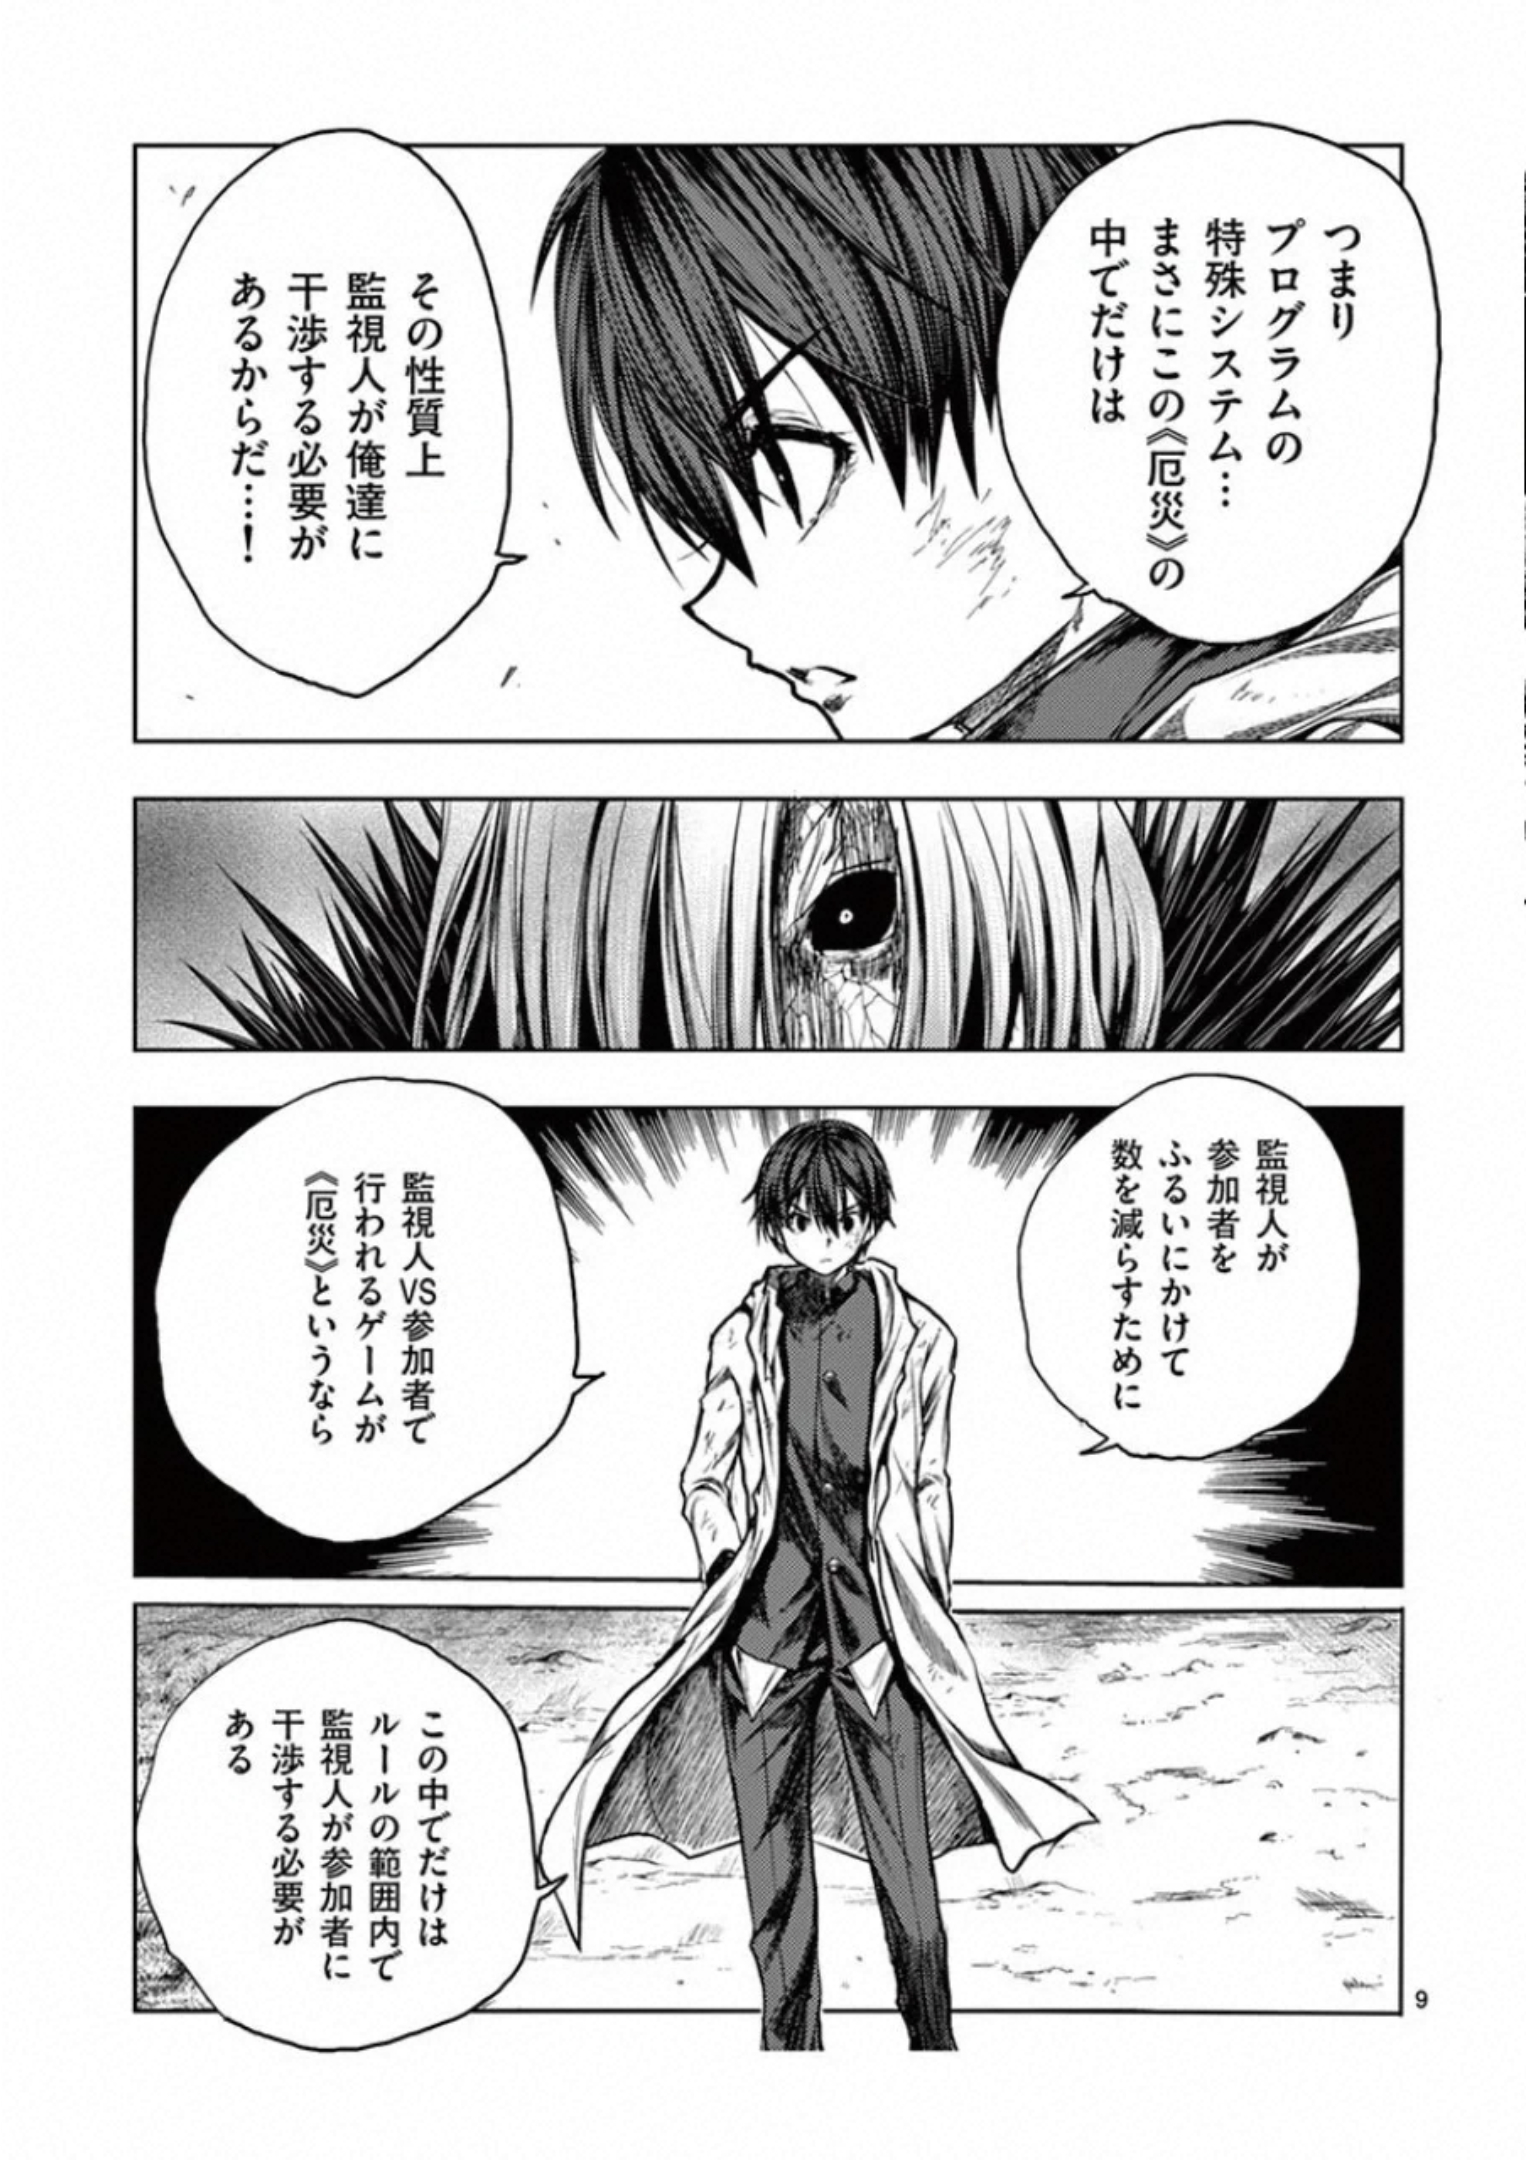 つまり
プログラムの
特殊システム…
まさにこの《厄災》の
中でだけは
その性質上
監視人が俺達に
干渉する必要が
あるからだ…！
監視人が
参加者を
ふるいにかけて
数を減らすために
監視人VS参加者で
行われるゲームが
《厄災》というなら
この中でだけは
ルールの範囲内で
監視人が参加者に
干渉する必要が
ある
9